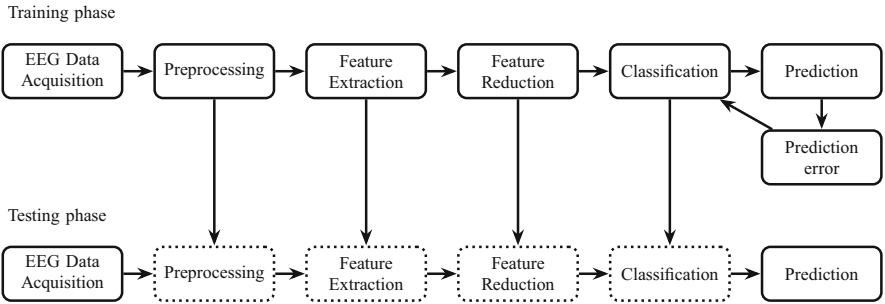 Training phase
EEG Data
Acquisition
Preprocessing
Feature
Extraction
Feature
Reduction
Classification
Prediction
Prediction
error
Testing phase
EEG Data
Acquisition
Preprocessing
Feature
Extraction
Feature
Reduction
Classification
Prediction